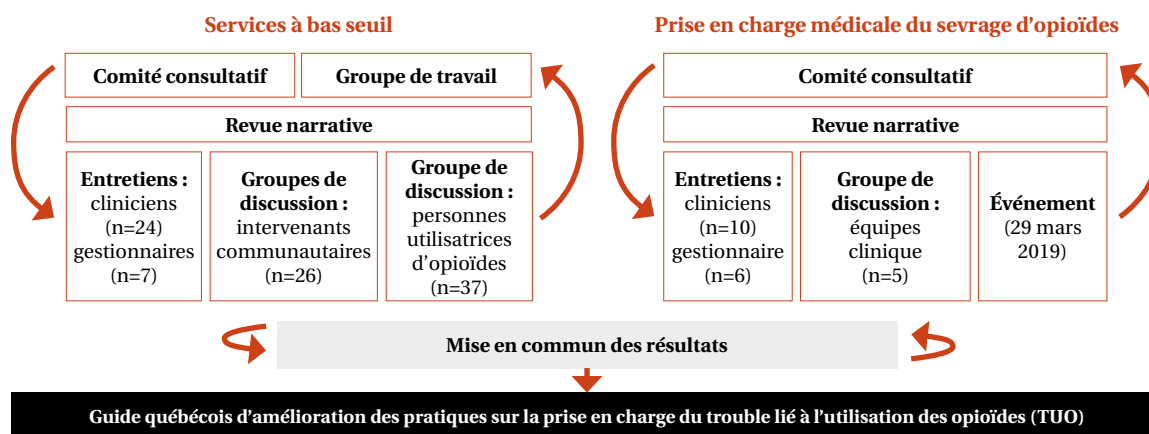 Services à bas seuil
Comité consultatif
Groupe de travail
Revue narrative
Entretiens :
cliniciens
(n=24)
gestionnaires
(n=7)
Groupes de
discussion :
intervenants
communautaires
(n=26)
Groupe de
discussion :
personnes
utilisatrices
d'opioïdes
(n=37)
Prise en charge médicale du sevrage d'opioïdes
Comité consultatif
Revue narrative
Entretiens :
cliniciens
(n=10)
gestionnaire
(n=6)
Groupe de
discussion :
équipes
clinique
(n=5)
Événement
(29 mars
2019)
Mise en commun des résultats
Guide québécois d'amélioration des pratiques sur la prise en charge du trouble lié à l'utilisation des opioïdes (TUO)